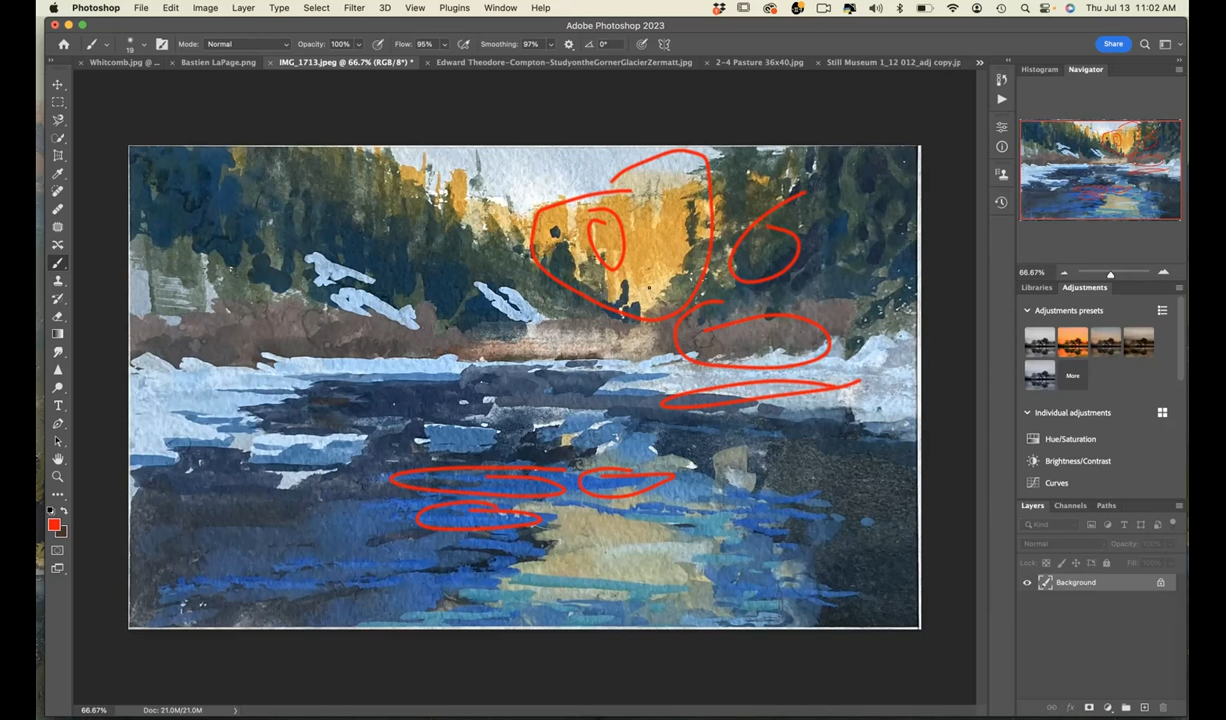 Photoshop File Edit Image Layer Type Select Filter 3D View Plugins Window Help Thu Jul 13 11:02 AM
Adobe Photoshop 2023
19 Mode: Normal Opacity: 100% Flow: 95% Smoothing: 97% 0° Share
× Whitcomb.jpg @ ... × Bastien LaPage.png × IMG_1713.jpeg @ 66.7% (RGB/8*) * × Edward Theodore-Compton-StudyontheGornerGlacierZermatt.jpg × 2-4 Pasture 36x40.jpg × Still Museum 1_12 012_adj copy.jp
Histogram Navigator
66.67%
Libraries Adjustments
Adjustments presets
More
Individual adjustments
Hue/Saturation
Brightness/Contrast
Curves
Layers Channels Paths
Kind
Normal Opacity: 100%
Lock: Fill: 100%
Background
66.67% Doc: 21.0M/21.0M